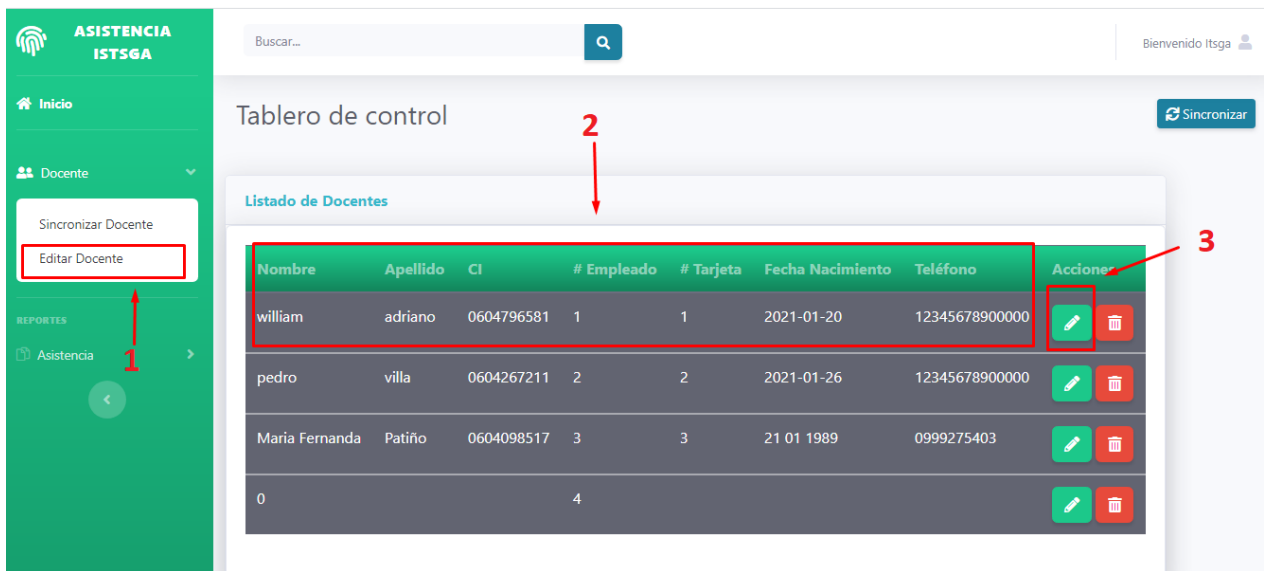 ASISTENCIA
ISTSGA
Buscar...
Bienvenido Itsga
Inicio
Tablero de control
Sincronizar
2
Docente
Listado de Docentes
Sincronizar Docente
Editar Docente
3
Nombre Apellido CI # Empleado # Tarjeta Fecha Nacimiento Teléfono Acciones
william adriano 0604796581 1 1 2021-01-20 12345678900000
REPORTES
Asistencia
1
pedro villa 0604267211 2 2 2021-01-26 12345678900000
Maria Fernanda Patiño 0604098517 3 3 21 01 1989 0999275403
0 4